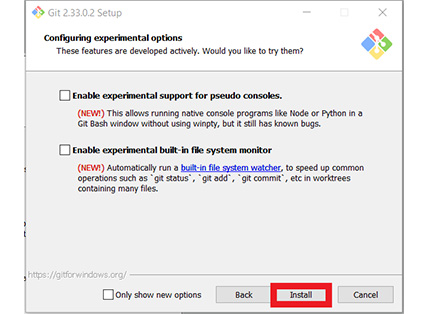 Git 2.33.0.2 Setup
Configuring experimental options
These features are developed actively. Would you like to try them?
Enable experimental support for pseudo consoles.
(NEW!) This allows running native console programs like Node or Python in a
Git Bash window without using winpty, but it still has known bugs.
Enable experimental built-in file system monitor
(NEW!) Automatically run a built-in file system watcher, to speed up common
operations such as `git status`, `git add`, `git commit`, etc in worktrees
containing many files.
https://gitforwindows.org/
Only show new options
Back
Install
Cancel